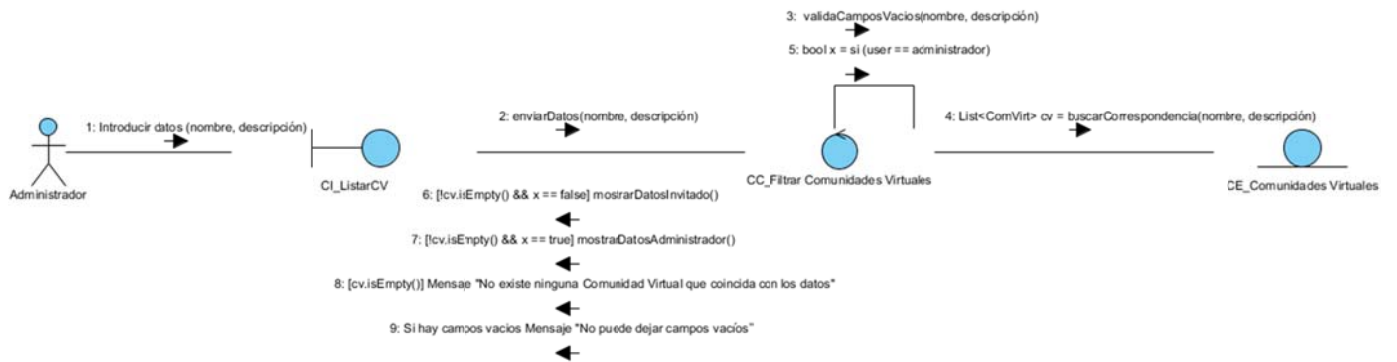 3: validaCamposVacios(nombre, descripción)
5: bool x = si (user == administrador)
1: Introducir datos (nombre, descripción)
2: enviarDatos(nombre, descripción)
4: List<ComVirt> cv = buscarCorrespondencia(nombre, descripción)
Administrador
CI_ListarCV
CC_Filtrar Comunidades Virtuales
CE_Comunidades Virtuales
6: [!cv.isEmpty() && x == false] mosrarDatosInvitado()
7: [!cv.isEmpty() && x == true] mostrarDatosAdministrador()
8: [cv.isEmpty()] Mensaje "No existe ninguna Comunidad Virtual que coincida con los datos"
9: Si hay campos vacios Mensaje "No puede dejar campos vacíos"